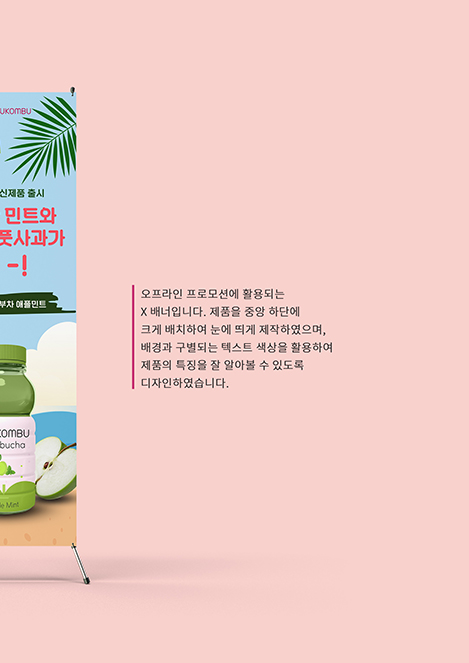 UKOMBU
신제품 출시
민트와
풋사과가
-!
부차 애플민트
KOMBU
bucha
le Mint
오프라인 프로모션에 활용되는
X 배너입니다. 제품을 중앙 하단에
크게 배치하여 눈에 띄게 제작하였으며,
배경과 구별되는 텍스트 색상을 활용하여
제품의 특징을 잘 알아볼 수 있도록
디자인하였습니다.